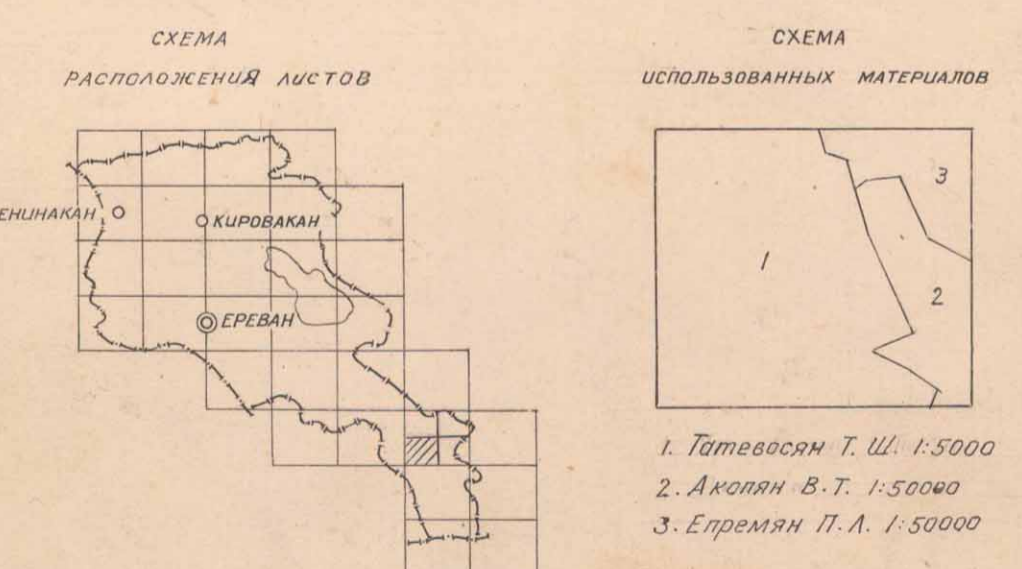 СХЕМА
РАСПОЛОЖЕНИЯ ЛИСТОВ
ЕНИНАКАН
КИРОВАКАН
ЕРЕВАН
СХЕМА
ИСПОЛЬЗОВАННЫХ МАТЕРИАЛОВ
3
1
2
1. Татевосян Т. Ш. 1:5000
2. Акопян В.Т. 1:50000
3. Епремян П.Л. 1:50000